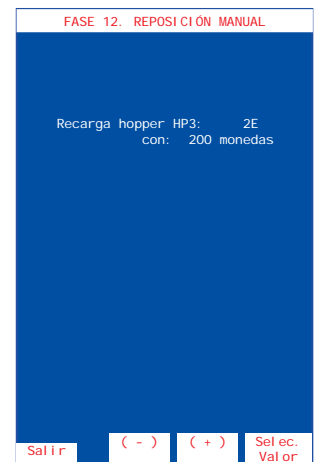 FASE 12. REPOSICIÓN MANUAL
Recarga hopper HP3: 2E
con: 200 monedas
Salir ( - ) ( + ) Selec.
Valor